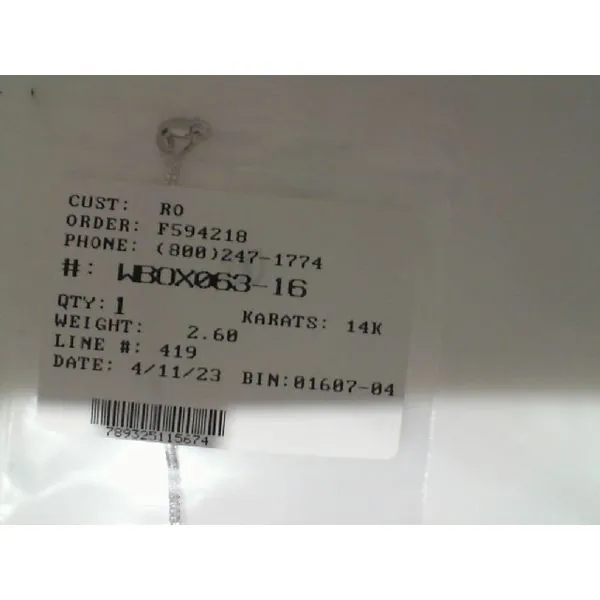 CUST: RO
ORDER: F594218
PHONE: (800)247-1774
#: WBOX063-16
QTY: 1 KARATS: 14K
WEIGHT: 2.60
LINE #: 419
DATE: 4/11/23 BIN:01607-04
789325115674